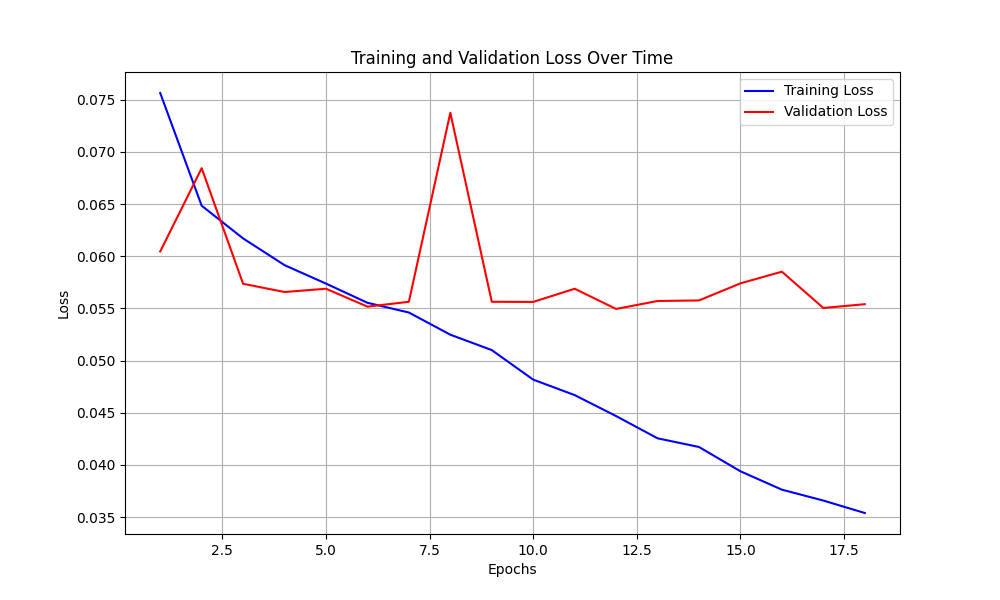 Training and Validation Loss Over Time
Training Loss
Validation Loss
0.075
0.070
0.065
0.060
0.055
0.050
0.045
0.040
0.035
Loss
2.5 5.0 7.5 10.0 12.5 15.0 17.5
Epochs